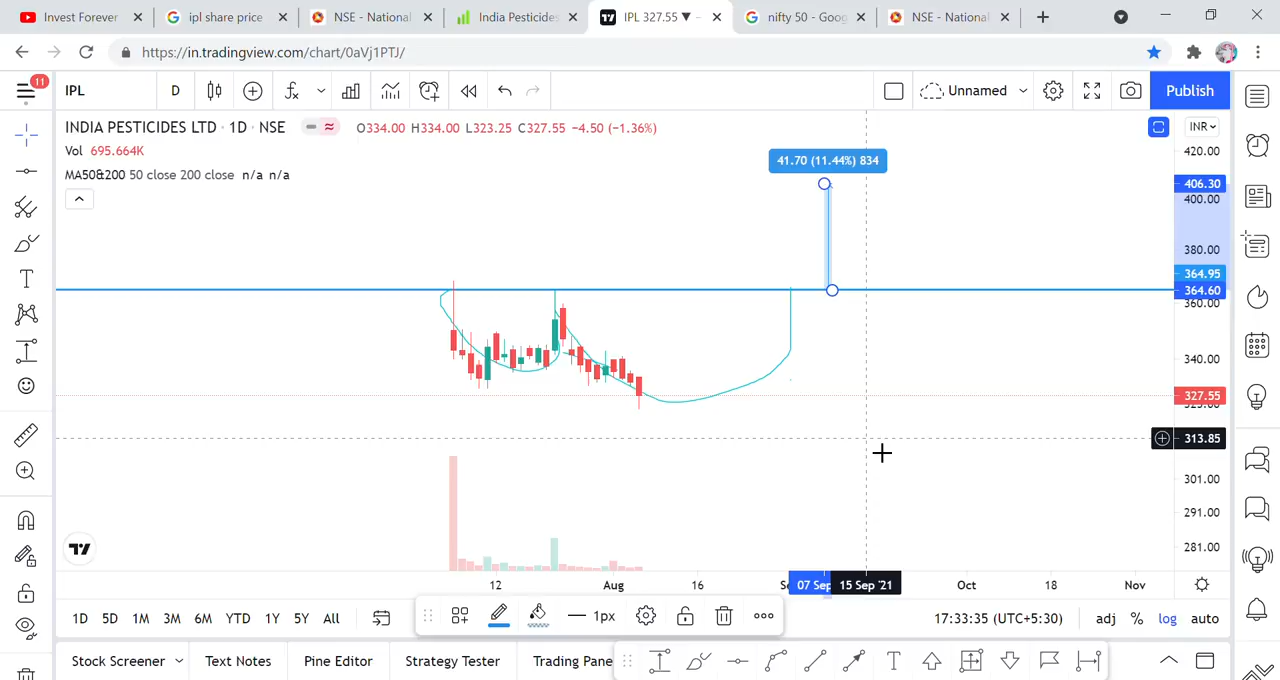 Invest Forever
ipl share price
NSE - National
India Pesticides
IPL 327.55 ▼
nifty 50 - Goog
NSE - National
https://in.tradingview.com/chart/0aVj1PTJ/
11
IPL
D
Unnamed
Publish
INDIA PESTICIDES LTD · 1D · NSE
O334.00 H334.00 L323.25 C327.55 −4.50 (−1.36%)
INR
Vol 695.664K
MA50&200 50 close 200 close n/a n/a
41.70 (11.44%) 834
420.00
406.30
400.00
380.00
364.95
364.60
360.00
340.00
327.55
313.85
301.00
291.00
281.00
12
Aug
16
07 Sep
15 Sep '21
Oct
18
Nov
1D 5D 1M 3M 6M YTD 1Y 5Y All
1px
17:33:35 (UTC+5:30)
adj % log auto
Stock Screener
Text Notes
Pine Editor
Strategy Tester
Trading Pane